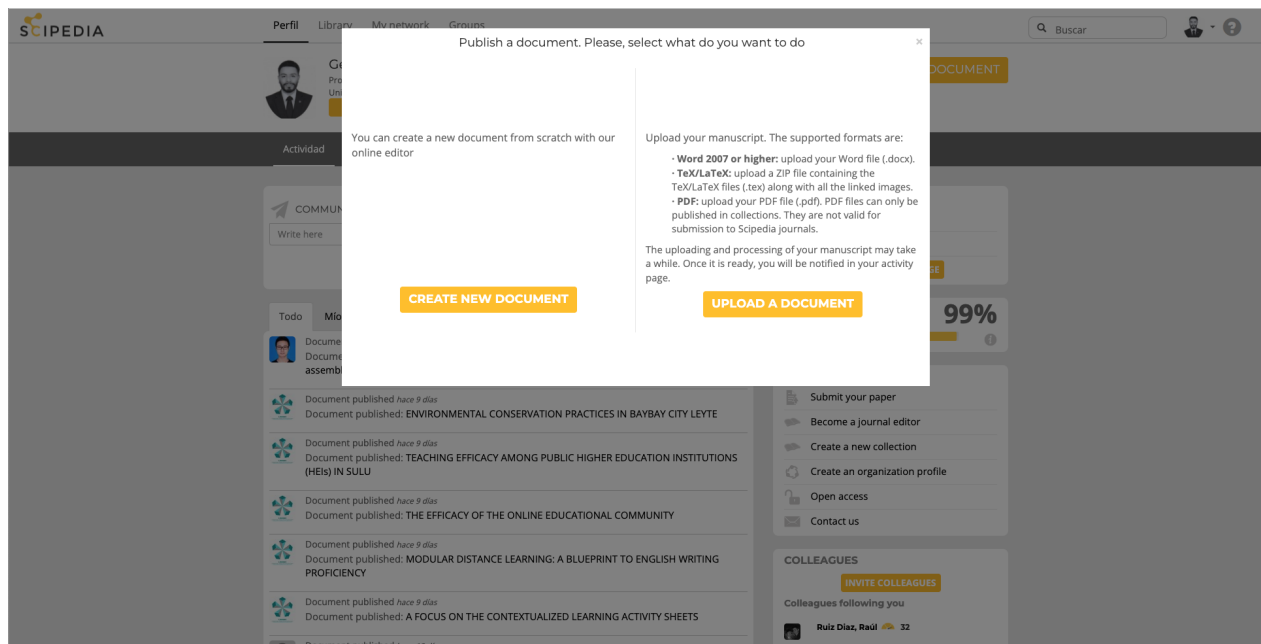 SCIPEDIA
Perfil Library My network Groups
Buscar
Publish a document. Please, select what do you want to do
×
Ge
Pro
Uni
DOCUMENT
You can create a new document from scratch with our
online editor
CREATE NEW DOCUMENT
Upload your manuscript. The supported formats are:
· Word 2007 or higher: upload your Word file (.docx).
· TeX/LaTeX: upload a ZIP file containing the
TeX/LaTeX files (.tex) along with all the linked images.
· PDF: upload your PDF file (.pdf). PDF files can only be
published in collections. They are not valid for
submission to Scipedia journals.
The uploading and processing of your manuscript may take
a while. Once it is ready, you will be notified in your activity
page.
UPLOAD A DOCUMENT
Actividad
COMMUN
Write here
GE
99%
Todo Mío
Docume
Docume
assembl
Document published hace 9 días
Document published: ENVIRONMENTAL CONSERVATION PRACTICES IN BAYBAY CITY LEYTE
Document published hace 9 días
Document published: TEACHING EFFICACY AMONG PUBLIC HIGHER EDUCATION INSTITUTIONS
(HEIs) IN SULU
Document published hace 9 días
Document published: THE EFFICACY OF THE ONLINE EDUCATIONAL COMMUNITY
Document published hace 9 días
Document published: MODULAR DISTANCE LEARNING: A BLUEPRINT TO ENGLISH WRITING
PROFICIENCY
Document published hace 9 días
Document published: A FOCUS ON THE CONTEXTUALIZED LEARNING ACTIVITY SHEETS
Submit your paper
Become a journal editor
Create a new collection
Create an organization profile
Open access
Contact us
COLLEAGUES
INVITE COLLEAGUES
Colleagues following you
Ruiz Diaz, Raúl 32